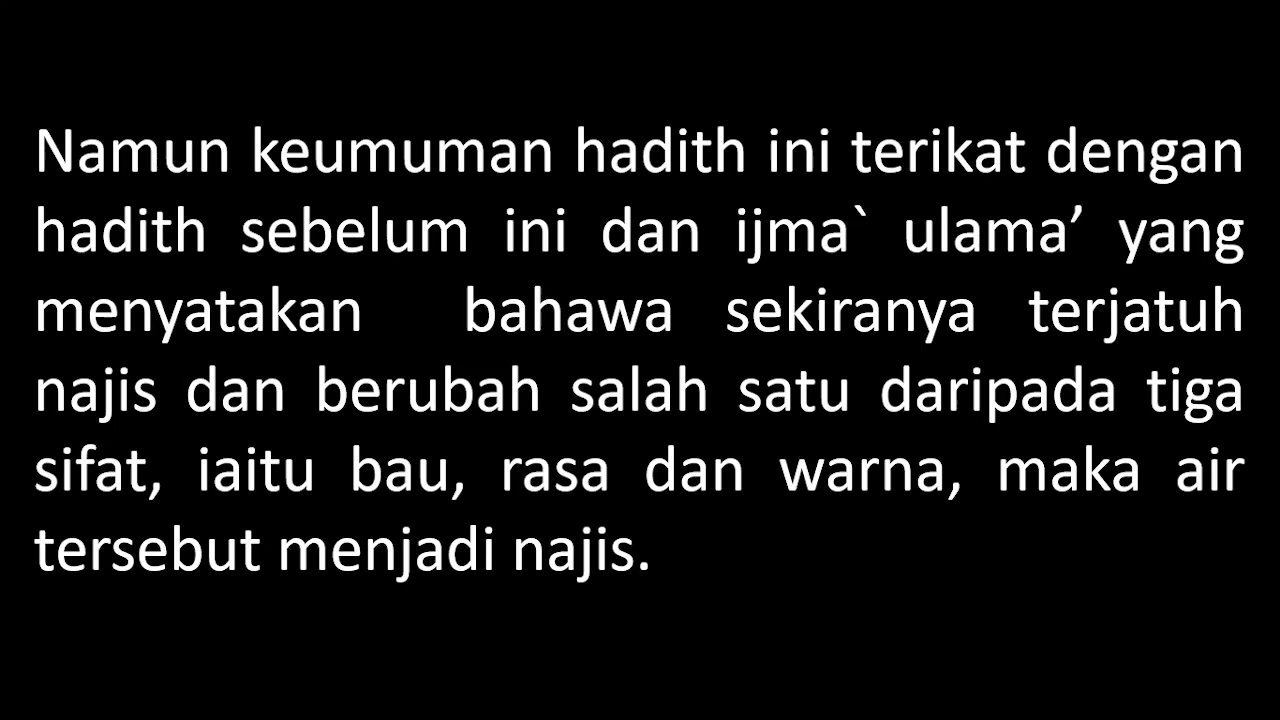 Namun keumuman hadith ini terikat dengan
hadith sebelum ini dan ijma` ulama’ yang
menyatakan bahawa sekiranya terjatuh
najis dan berubah salah satu daripada tiga
sifat, iaitu bau, rasa dan warna, maka air
tersebut menjadi najis.